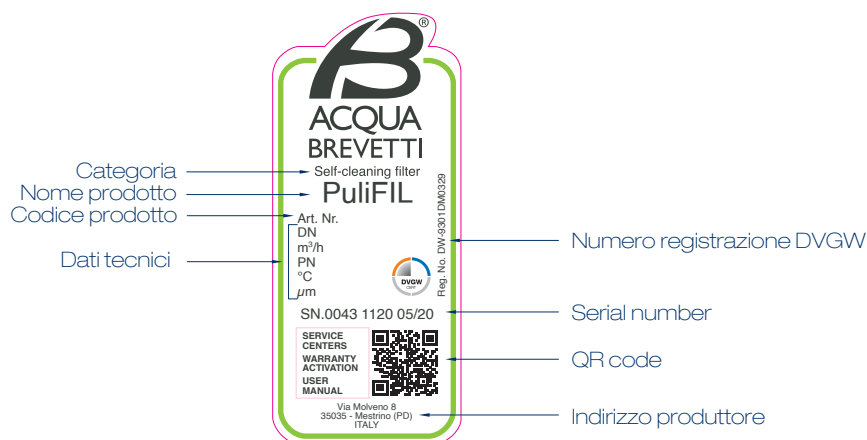 ®
ACQUA
BREVETTI
Categoria
Self-cleaning filter
Nome prodotto
PuliFIL
Codice prodotto
Art. Nr.
DN
m³/h
PN
°C
µm
Dati tecnici
Reg. No. DW-9301DM0329
Numero registrazione DVGW
DVGW
CERT
SN.0043 1120 05/20
Serial number
SERVICE
CENTERS
WARRANTY
ACTIVATION
USER
MANUAL
QR code
Via Molveno 8
35035 - Mestrino (PD)
ITALY
Indirizzo produttore